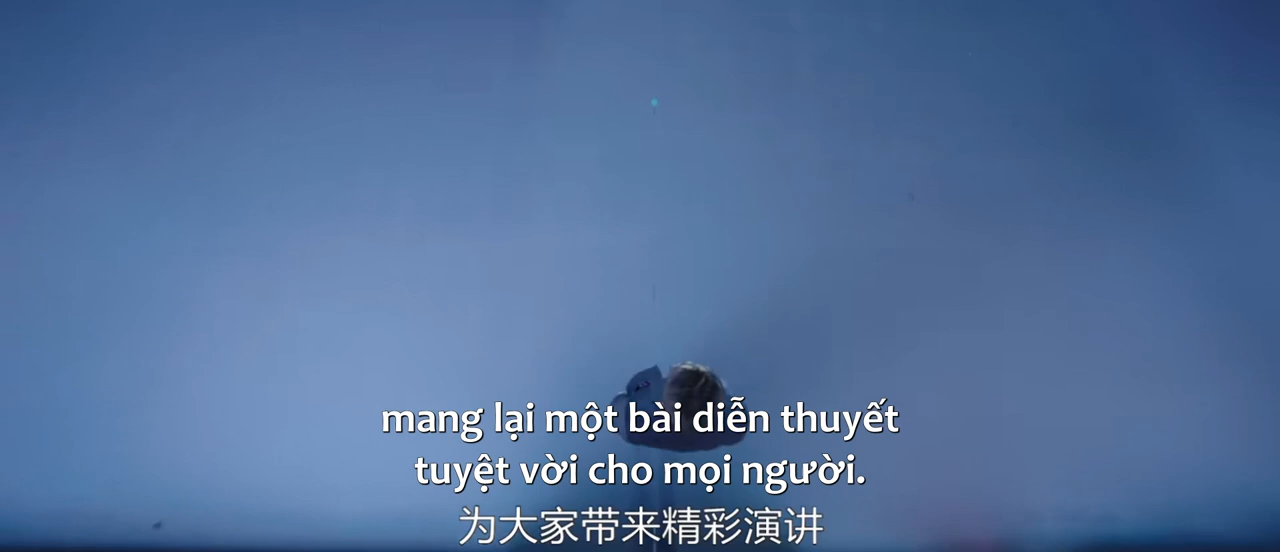 mang lại một bài diễn thuyết
tuyệt vời cho mọi người.
为大家带来精彩演讲